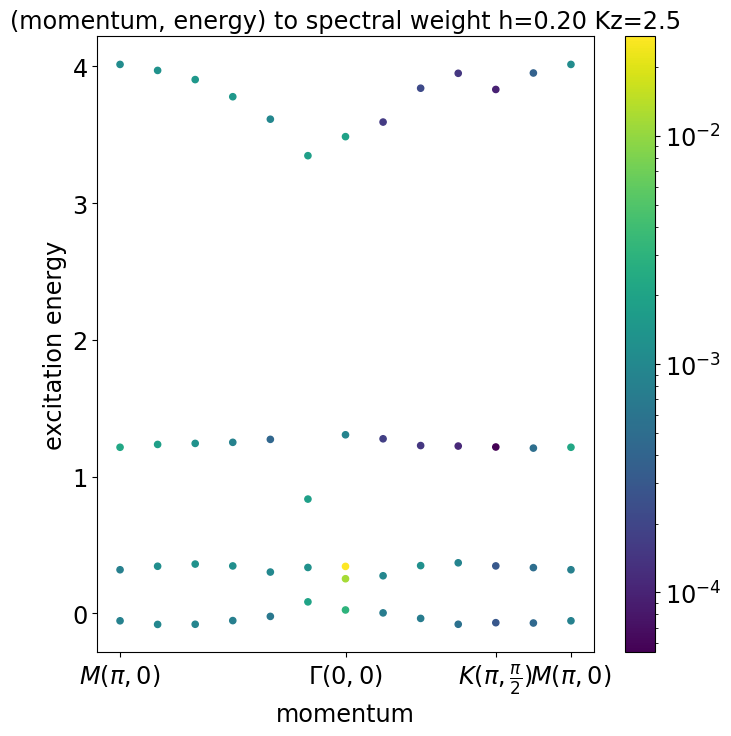 (momentum, energy) to spectral weight h=0.20 Kz=2.5
4
3
2
1
0
excitation energy
M(π, 0)
Γ(0, 0)
K(π, π/2)
M(π, 0)
momentum
10⁻²
10⁻³
10⁻⁴